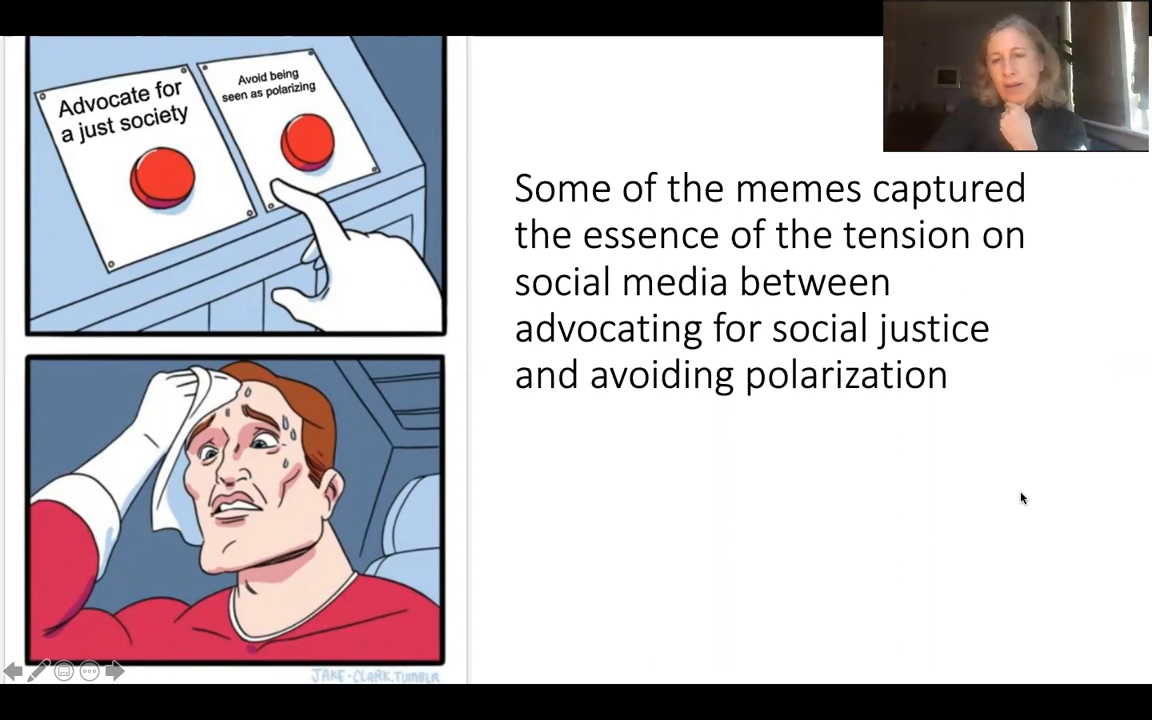 Advocate for
a just society
Avoid being
seen as polarizing
Some of the memes captured
the essence of the tension on
social media between
advocating for social justice
and avoiding polarization
JAKE-CLARK.TUMBLR